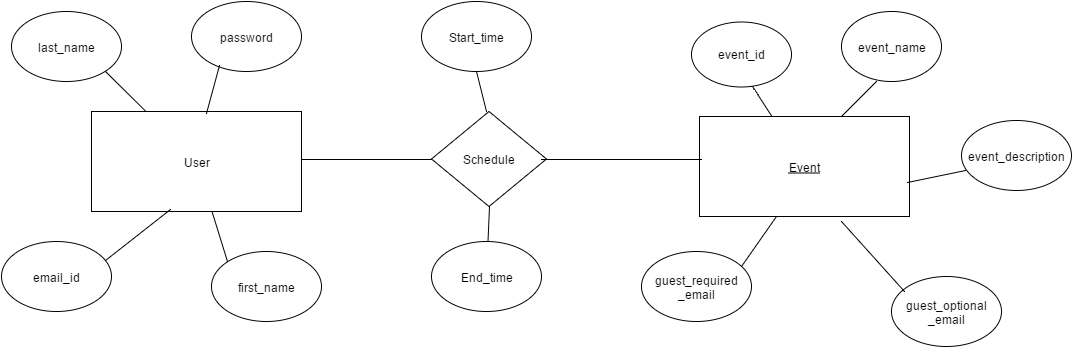 last_name
password
Start_time
event_id
event_name
User
Schedule
Event
event_description
email_id
first_name
End_time
guest_required
_email
guest_optional
_email